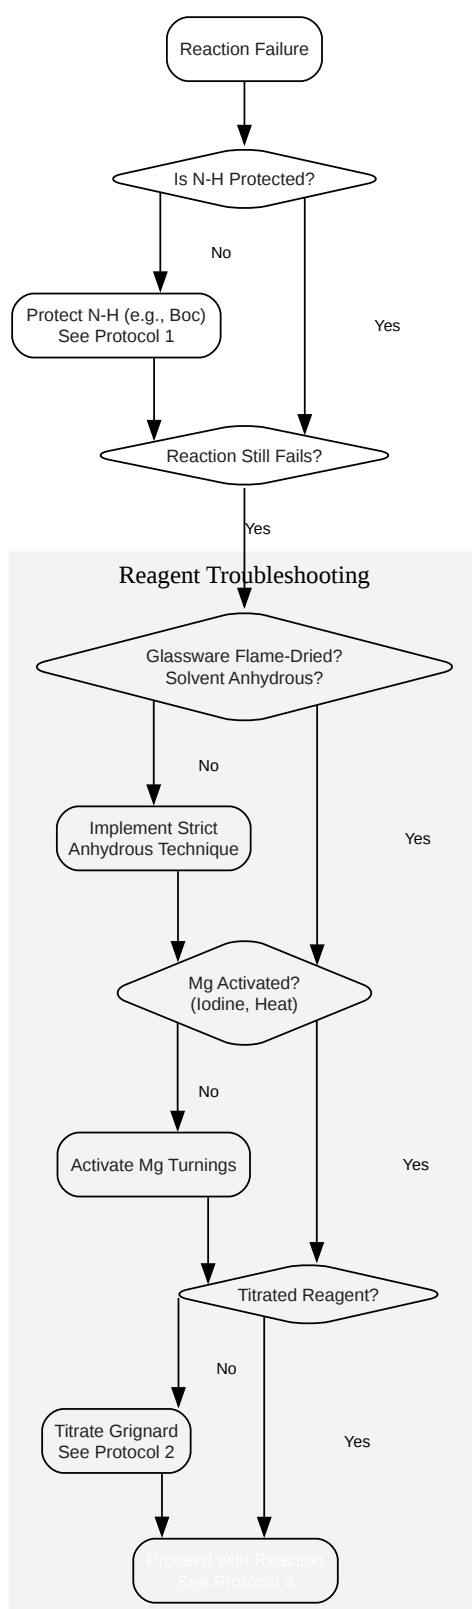 Reaction Failure
Is N-H Protected?
No
Protect N-H (e.g., Boc)
See Protocol 1
Yes
Reaction Still Fails?
Yes
Reagent Troubleshooting
Glassware Flame-Dried?
Solvent Anhydrous?
No
Implement Strict
Anhydrous Technique
Yes
Mg Activated?
(Iodine, Heat)
No
Activate Mg Turnings
Yes
Titrated Reagent?
No
Titrate Grignard
See Protocol 2
Yes
Proceed with Reaction
See Protocol 3